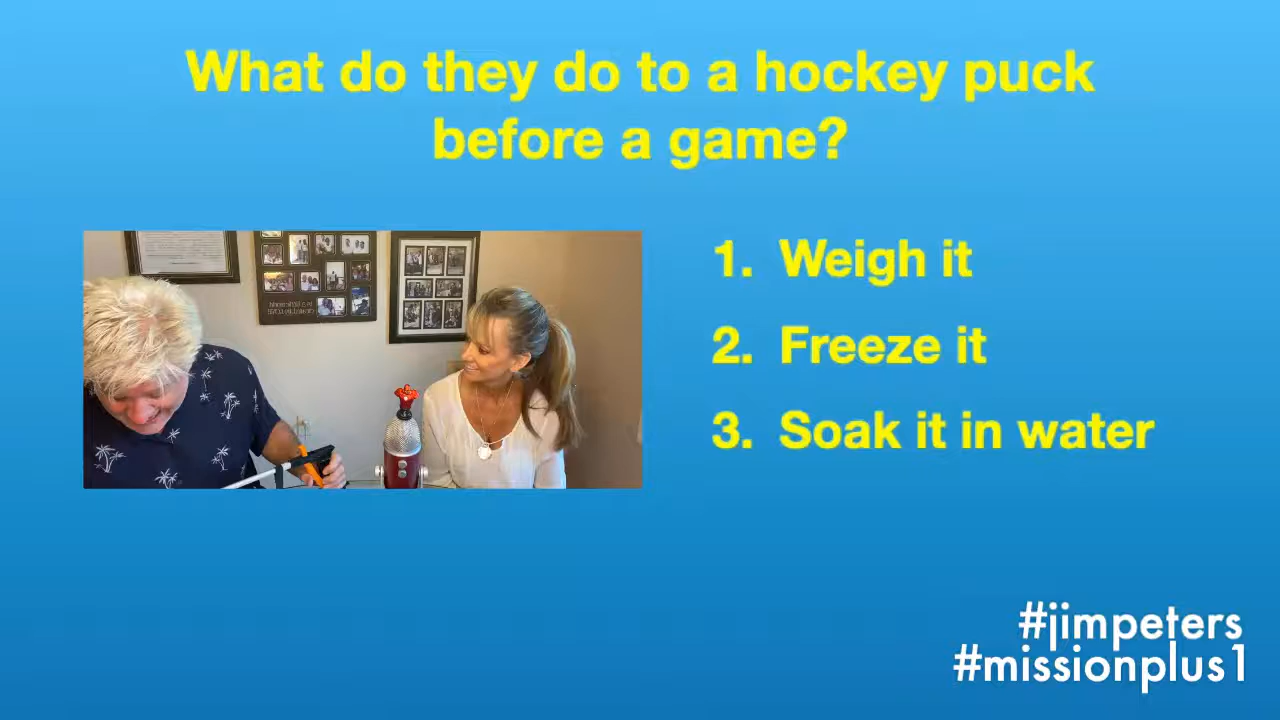 What do they do to a hockey puck
before a game?
1. Weigh it
2. Freeze it
3. Soak it in water
#jimpeters
#missionplus1